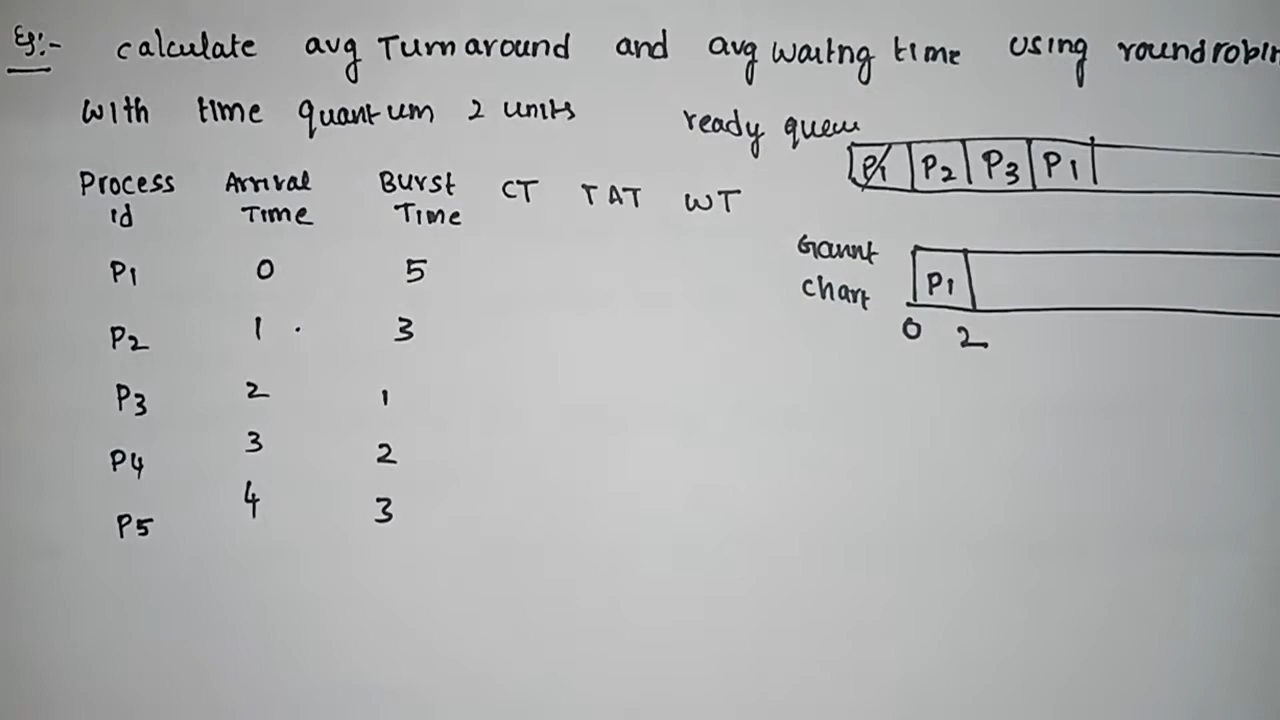 Eg:- calculate avg Turnaround and avg waitng time using roundrobin
with time quantum 2 units
ready queue
P1 P2 P3 P1
Process id Arrival Time Burst Time CT TAT WT
P1 0 5
P2 1 3
P3 2 1
P4 3 2
P5 4 3
Gannt chart
P1
0 2